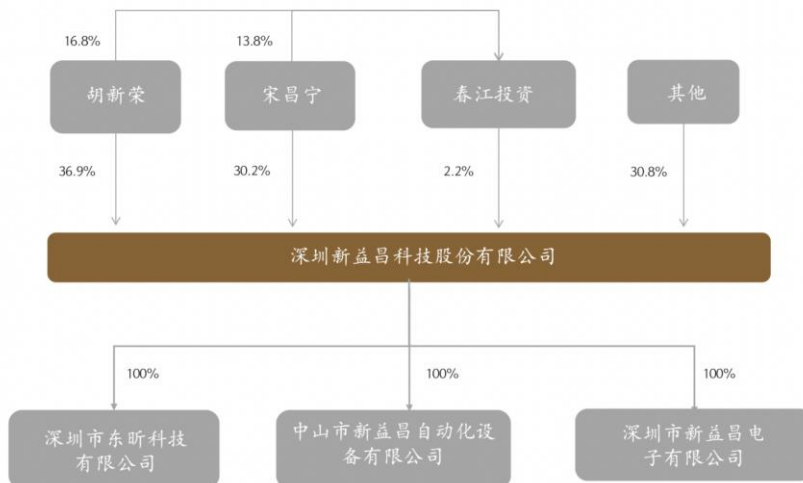 16.8%
13.8%
胡新荣
宋昌宁
春江投资
其他
36.9%
30.2%
2.2%
30.8%
深圳新益昌科技股份有限公司
100%
100%
100%
深圳市东昕科技
有限公司
中山市新益昌自动化设
备有限公司
深圳市新益昌电
子有限公司